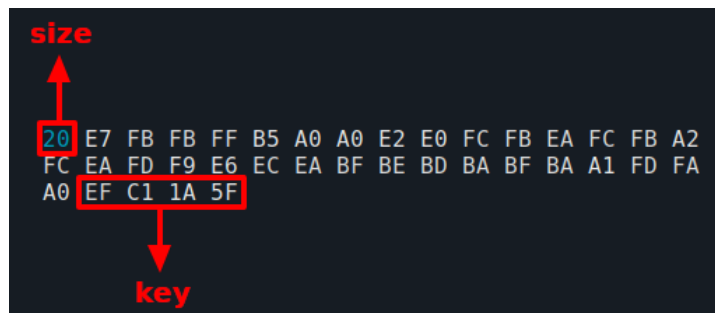 size
20 E7 FB FB FF B5 A0 A0 E2 E0 FC FB EA FC FB A2
FC EA FD F9 E6 EC EA BF BE BD BA BF BA A1 FD FA
A0 EF C1 1A 5F
key